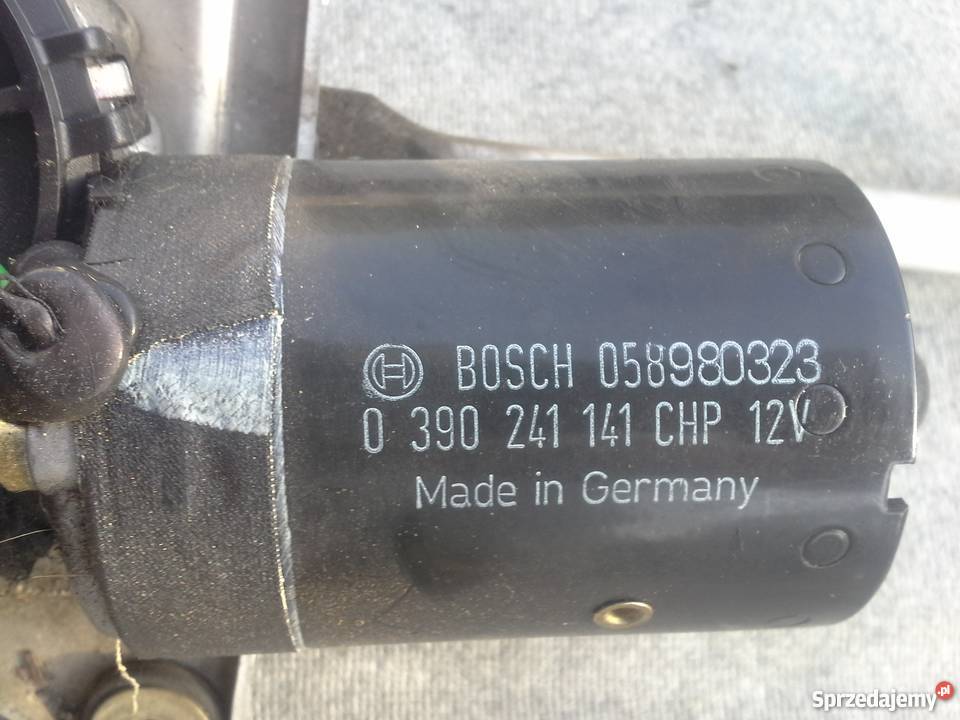 BOSCH 058980323
0 390 241 141 CHP 12V
Made in Germany
Sprzedajemy.pl